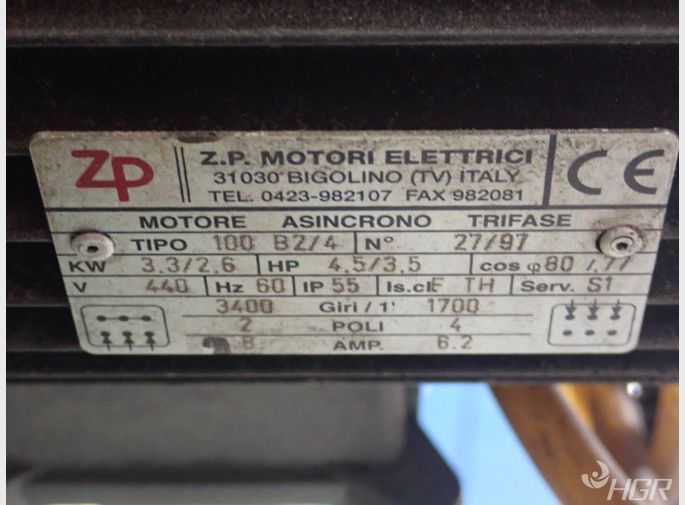 ZP
Z.P. MOTORI ELETTRICI
31030 BIGOLINO (TV) ITALY
TEL. 0423-982107 FAX 982081
CE
MOTORE ASINCRONO TRIFASE
TIPO 100 B2/4 N° 27/97
KW 3.3/2.6 HP 4.5/3.5 cos φ 80 /.77
V 440 Hz 60 IP 55 Is.cl. F TH Serv. S1
3400 Giri / 1' 1700
2 POLI 4
8 AMP. 6.2
HGR